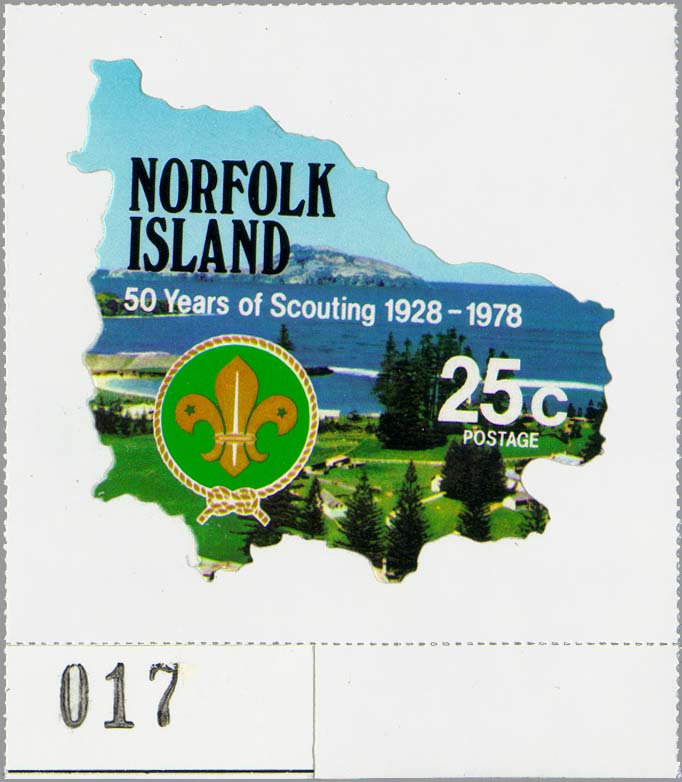 NORFOLK
ISLAND
50 Years of Scouting 1928-1978
25c
POSTAGE
017